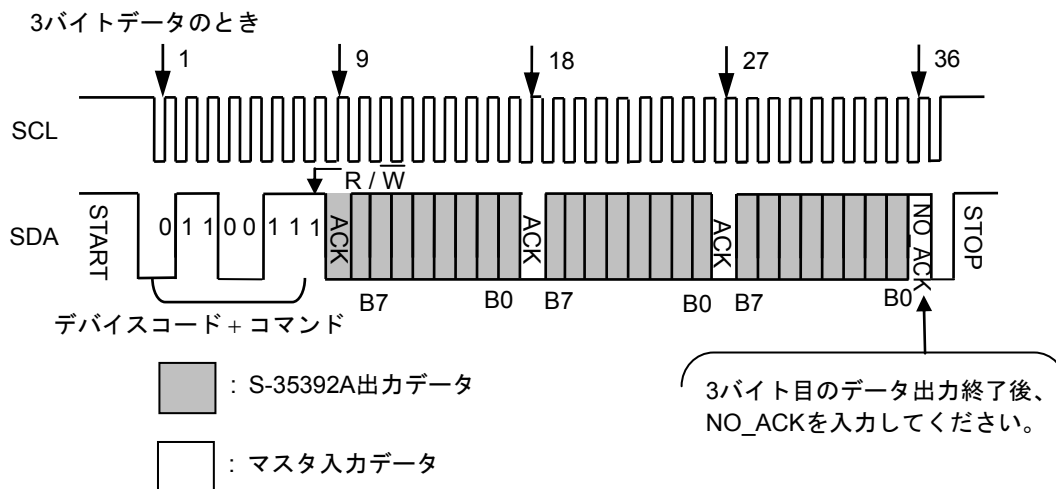 3バイトデータのとき
1 9 18 27 36
SCL
R / W
SDA
START
0 1 1 0 0 1 1 1
ACK
ACK
ACK
NO_ACK
STOP
B7 B0 B7 B0 B7 B0
デバイスコード + コマンド
: S-35392A出力データ
: マスタ入力データ
3バイト目のデータ出力終了後、
NO_ACKを入力してください。